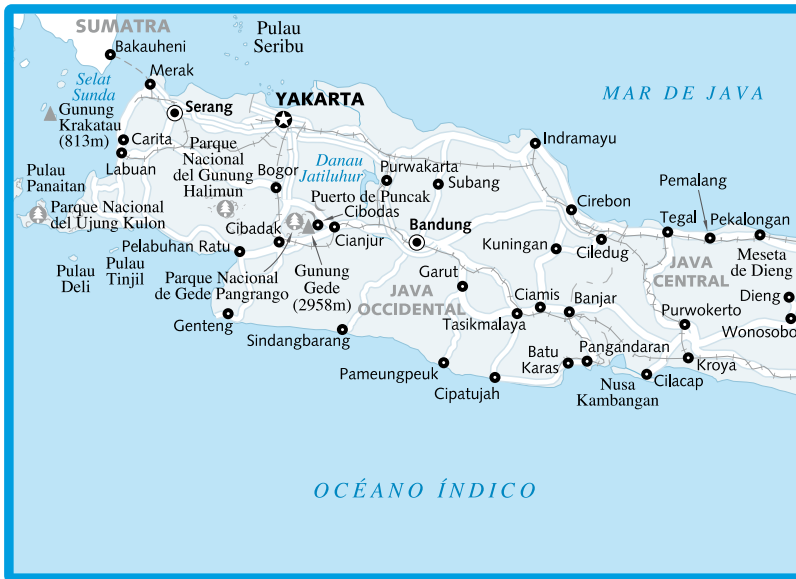 SUMATRA
Pulau
Seribu
Bakauheni
Selat
Sunda
Merak
MAR DE JAVA
Gunung
Krakatau
(813m)
Serang
YAKARTA
Carita
Labuan
Parque
Nacional
del Gunung
Halimun
Bogor
Danau
Jatiluhur
Purwakarta
Subang
Indramayu
Pulau
Panaitan
Parque Nacional
del Ujung Kulon
Puerto de Puncak
Cibodas
Cianjur
Bandung
Cirebon
Pemalang
Tegal
Pekalongan
Pelabuhan Ratu
Cibadak
Kuningan
Ciledug
Meseta
de Dieng
Pulau
Deli
Pulau
Tinjil
Parque Nacional
de Gede Pangrango
Gunung
Gede
(2958m)
Garut
JAVA
OCCIDENTAL
JAVA
CENTRAL
Dieng
Genteng
Sindangbarang
Tasikmalaya
Ciamis
Banjar
Purwokerto
Wonosobo
Pameungpeuk
Cipatujah
Batu
Karas
Pangandaran
Nusa
Kambangan
Cilacap
Kroya
OCÉANO ÍNDICO